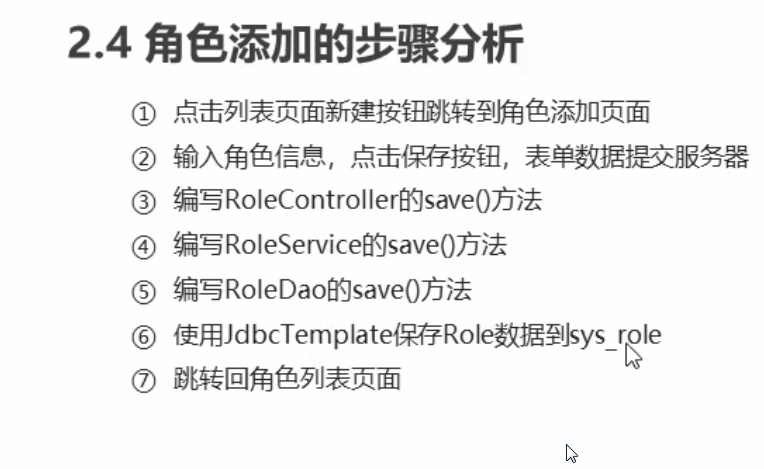 2.4 角色添加的步骤分析
① 点击列表页面新建按钮跳转到角色添加页面
② 输入角色信息，点击保存按钮，表单数据提交服务器
③ 编写RoleController的save()方法
④ 编写RoleService的save()方法
⑤ 编写RoleDao的save()方法
⑥ 使用JdbcTemplate保存Role数据到sys_role
⑦ 跳转回角色列表页面